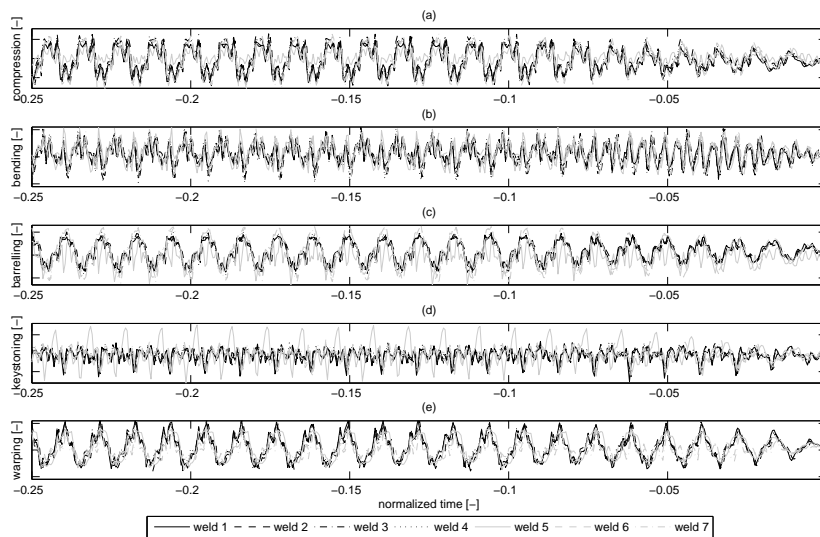 (a)
compression [−]
−0.25 −0.2 −0.15 −0.1 −0.05
(b)
bending [−]
−0.25 −0.2 −0.15 −0.1 −0.05
(c)
barrelling [−]
−0.25 −0.2 −0.15 −0.1 −0.05
(d)
keystoning [−]
−0.25 −0.2 −0.15 −0.1 −0.05
(e)
warping [−]
−0.25 −0.2 −0.15 −0.1 −0.05
normalized time [−]
weld 1 weld 2 weld 3 weld 4 weld 5 weld 6 weld 7